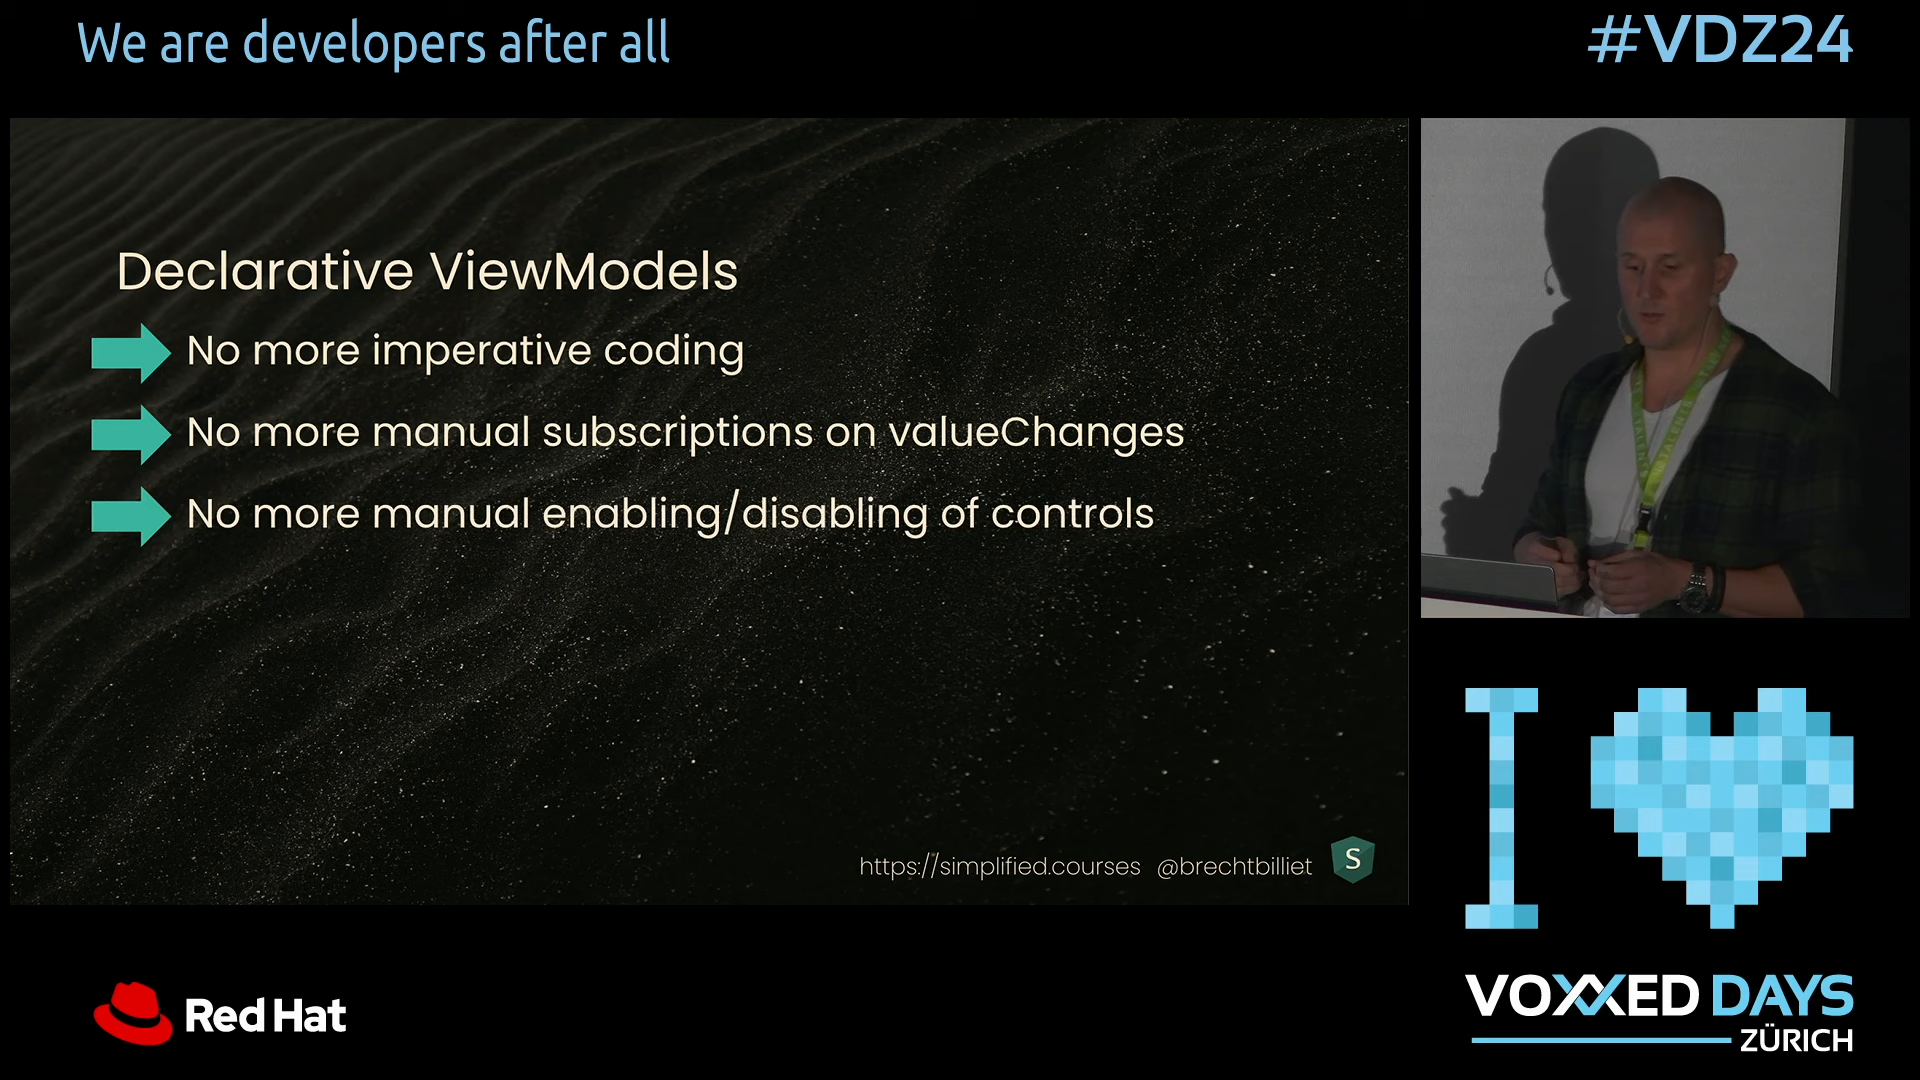 We are developers after all
#VDZ24
Declarative ViewModels
No more imperative coding
No more manual subscriptions on valueChanges
No more manual enabling/disabling of controls
https://simplified.courses @brechtbilliet
S
I
Red Hat
VOXXED DAYS
ZÜRICH